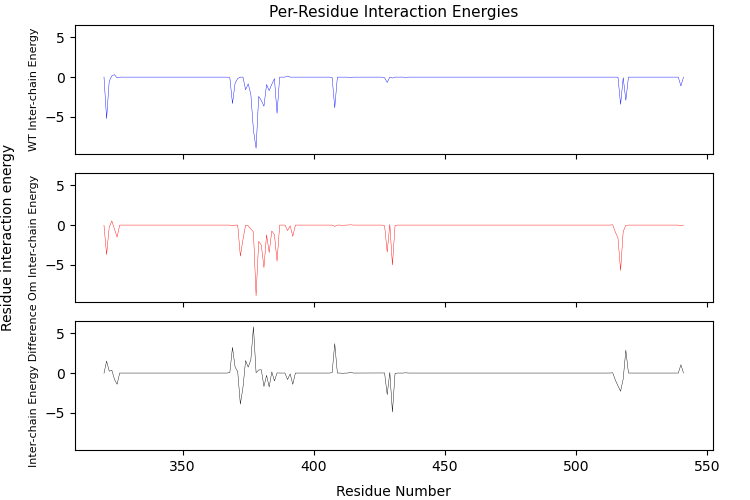 Per-Residue Interaction Energies
Residue interaction energy
WT Inter-chain Energy
5
0
−5
Om Inter-chain Energy
5
0
−5
Inter-chain Energy Difference
5
0
−5
350
400
450
500
550
Residue Number